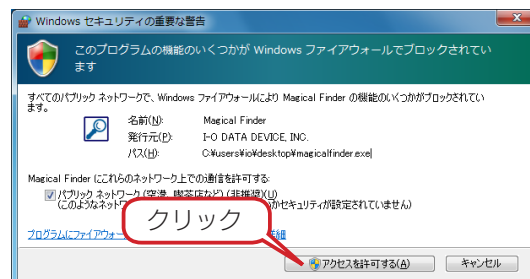 Windows セキュリティの重要な警告
このプログラムの機能のいくつかが Windows ファイアウォールでブロックされてい
ます
すべてのパブリック ネットワークで、Windows ファイアウォールにより Magical Finder の機能のいくつかがブロックされてい
ます。
名前(N): Magical Finder
発行元(P): I-O DATA DEVICE, INC.
パス(H): C:¥users¥io¥desktop¥magicalfinder.exe
Magical Finder にこれらのネットワーク上での通信を許可する:
パブリック ネットワーク (空港、喫茶店など) (非推奨)(U)
(このようなネット かセキュリティが設定されていません)
クリック
プログラムにファイアウォー 詳細
アクセスを許可する(A) キャンセル